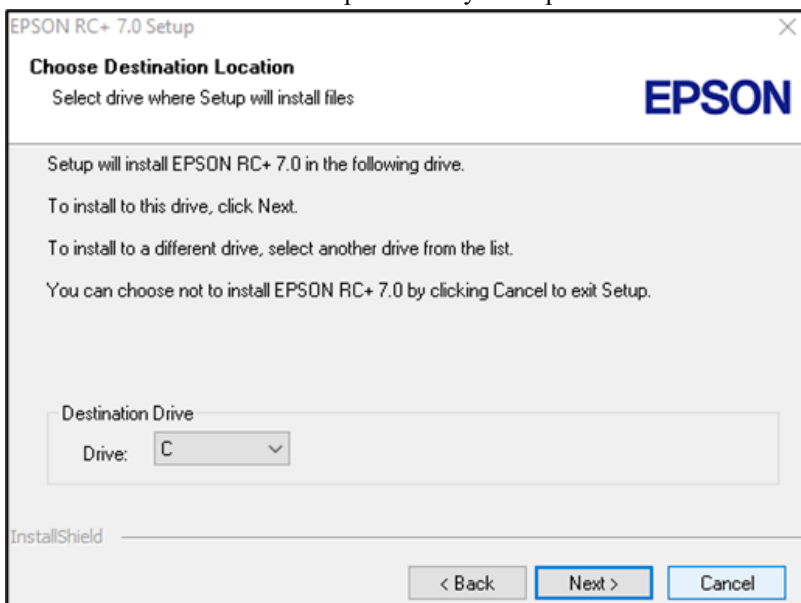 EPSON RC+ 7.0 Setup
Choose Destination Location
Select drive where Setup will install files
EPSON
Setup will install EPSON RC+ 7.0 in the following drive.
To install to this drive, click Next.
To install to a different drive, select another drive from the list.
You can choose not to install EPSON RC+ 7.0 by clicking Cancel to exit Setup.
Destination Drive
Drive: C
InstallShield
< Back Next > Cancel